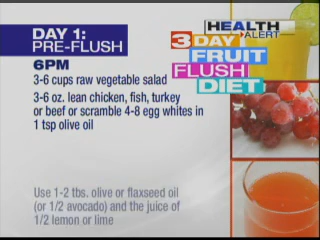 DAY 1:
PRE-FLUSH
HEALTH
ALERT
3 DAY
FRUIT
FLUSH
DIET
6PM
3-6 cups raw vegetable salad
3-6 oz. lean chicken, fish, turkey
or beef or scramble 4-8 egg whites in
1 tsp olive oil
Use 1-2 tbs. olive or flaxseed oil
(or 1/2 avocado) and the juice of
1/2 lemon or lime